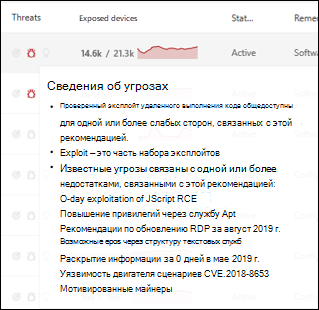 Threats Exposed devices Stat... Remed
14.6k / 21.3k Active Softwa
Сведения об угрозах
• Проверенный эксплойт удаленного выполнения кода общедоступны
для одной или более слабых сторон, связанных с этой
рекомендацией.
• Exploit – это часть набора эксплойтов
• Известные угрозы связаны с одной или более
недостатками, связанными с этой рекомендацией:
O-day exploitation of JScript RCE
Повышение привилегий через службу Apt
Рекомендации по обновлению RDP за август 2019 г.
Возможные через структуру текстовых служб
Раскрытие информации за 0 дней в мае 2019 г.
Уязвимость двигателя сценариев CVE.2018-8653
Мотивированные майнеры